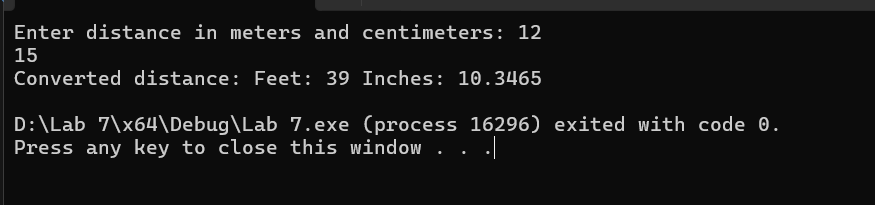 Enter distance in meters and centimeters: 12
15
Converted distance: Feet: 39 Inches: 10.3465
D:\Lab 7\x64\Debug\Lab 7.exe (process 16296) exited with code 0.
Press any key to close this window . . .